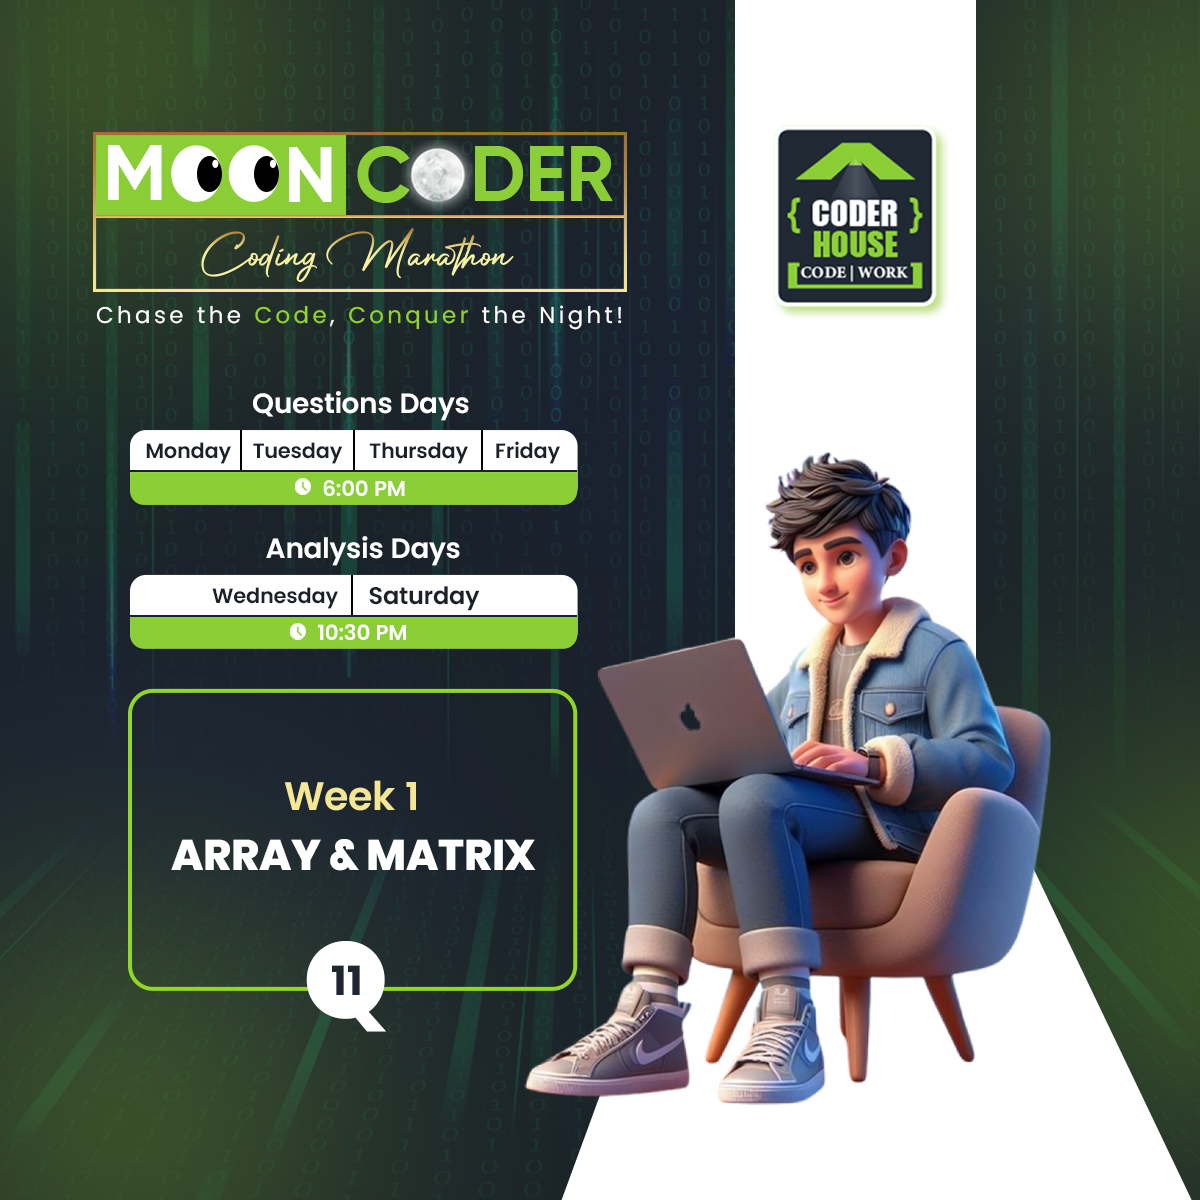 MOON CODER
Coding Marathon
Chase the Code, Conquer the Night!
{ CODER }
HOUSE
[CODE | WORK]
Questions Days
Monday Tuesday Thursday Friday
6:00 PM
Analysis Days
Wednesday Saturday
10:30 PM
Week 1
ARRAY & MATRIX
Q 11